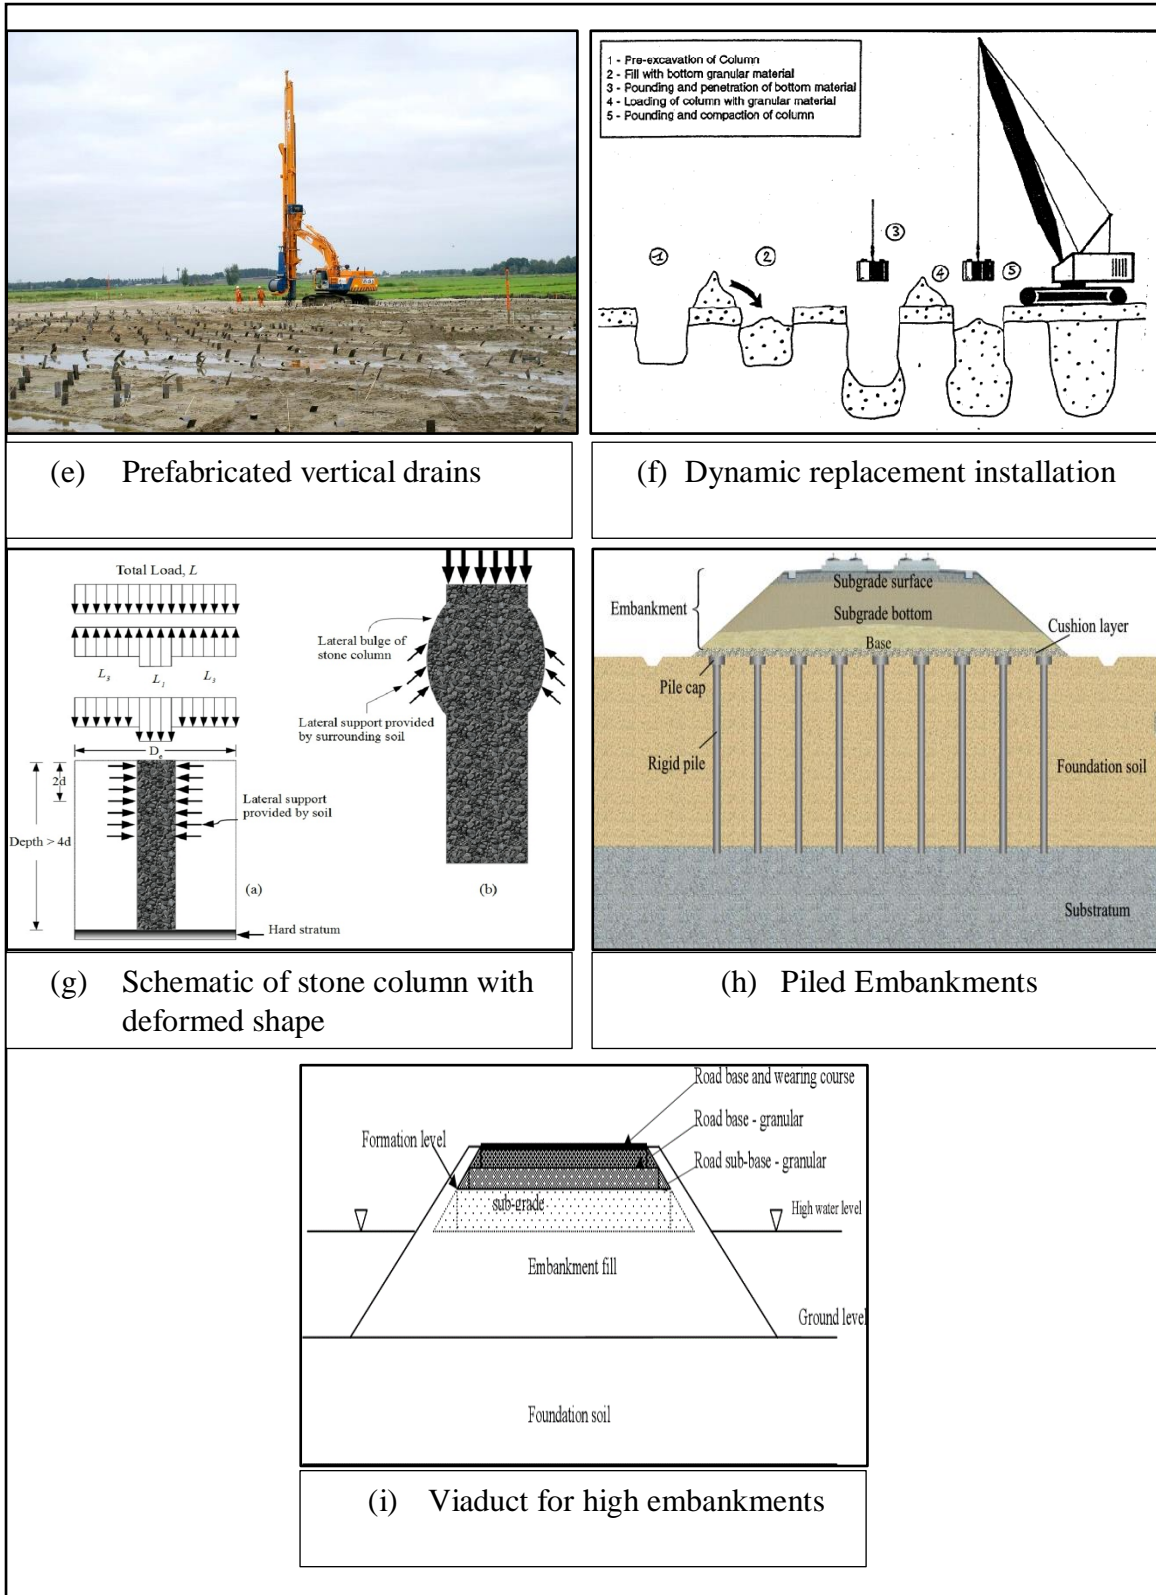 1 - Pre-excavation of Column
2 - Fill with bottom granular material
3 - Pounding and penetration of bottom material
4 - Loading of column with granular material
5 - Pounding and compaction of column
1
2
3
4
5
(e) Prefabricated vertical drains
(f) Dynamic replacement installation
Total Load, L
L
L
L
D
2d
Depth > 4d
Lateral support
provided by soil
(a)
Hard stratum
Lateral bulge of
stone column
Lateral support provided
by surrounding soil
(b)
(g) Schematic of stone column with
deformed shape
Embankment
Subgrade surface
Subgrade bottom
Base
Cushion layer
Pile cap
Rigid pile
Foundation soil
Substratum
(h) Piled Embankments
Road base and wearing course
Road base - granular
Formation level
Road sub-base - granular
sub-grade
High water level
Embankment fill
Ground level
Foundation soil
(i) Viaduct for high embankments